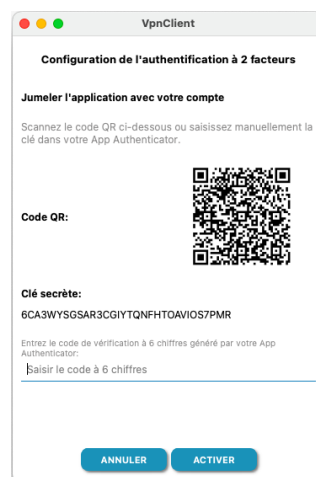 VpnClient
Configuration de l'authentification à 2 facteurs
Jumeler l'application avec votre compte
Scannez le code QR ci-dessous ou saisissez manuellement la
clé dans votre App Authenticator.
Code QR:
Clé secrète:
6CA3WYSGSAR3CGIYTQNFHTOAVIOS7PMR
Entrez le code de vérification à 6 chiffres généré par votre App
Authenticator:
Saisir le code à 6 chiffres
ANNULER
ACTIVER